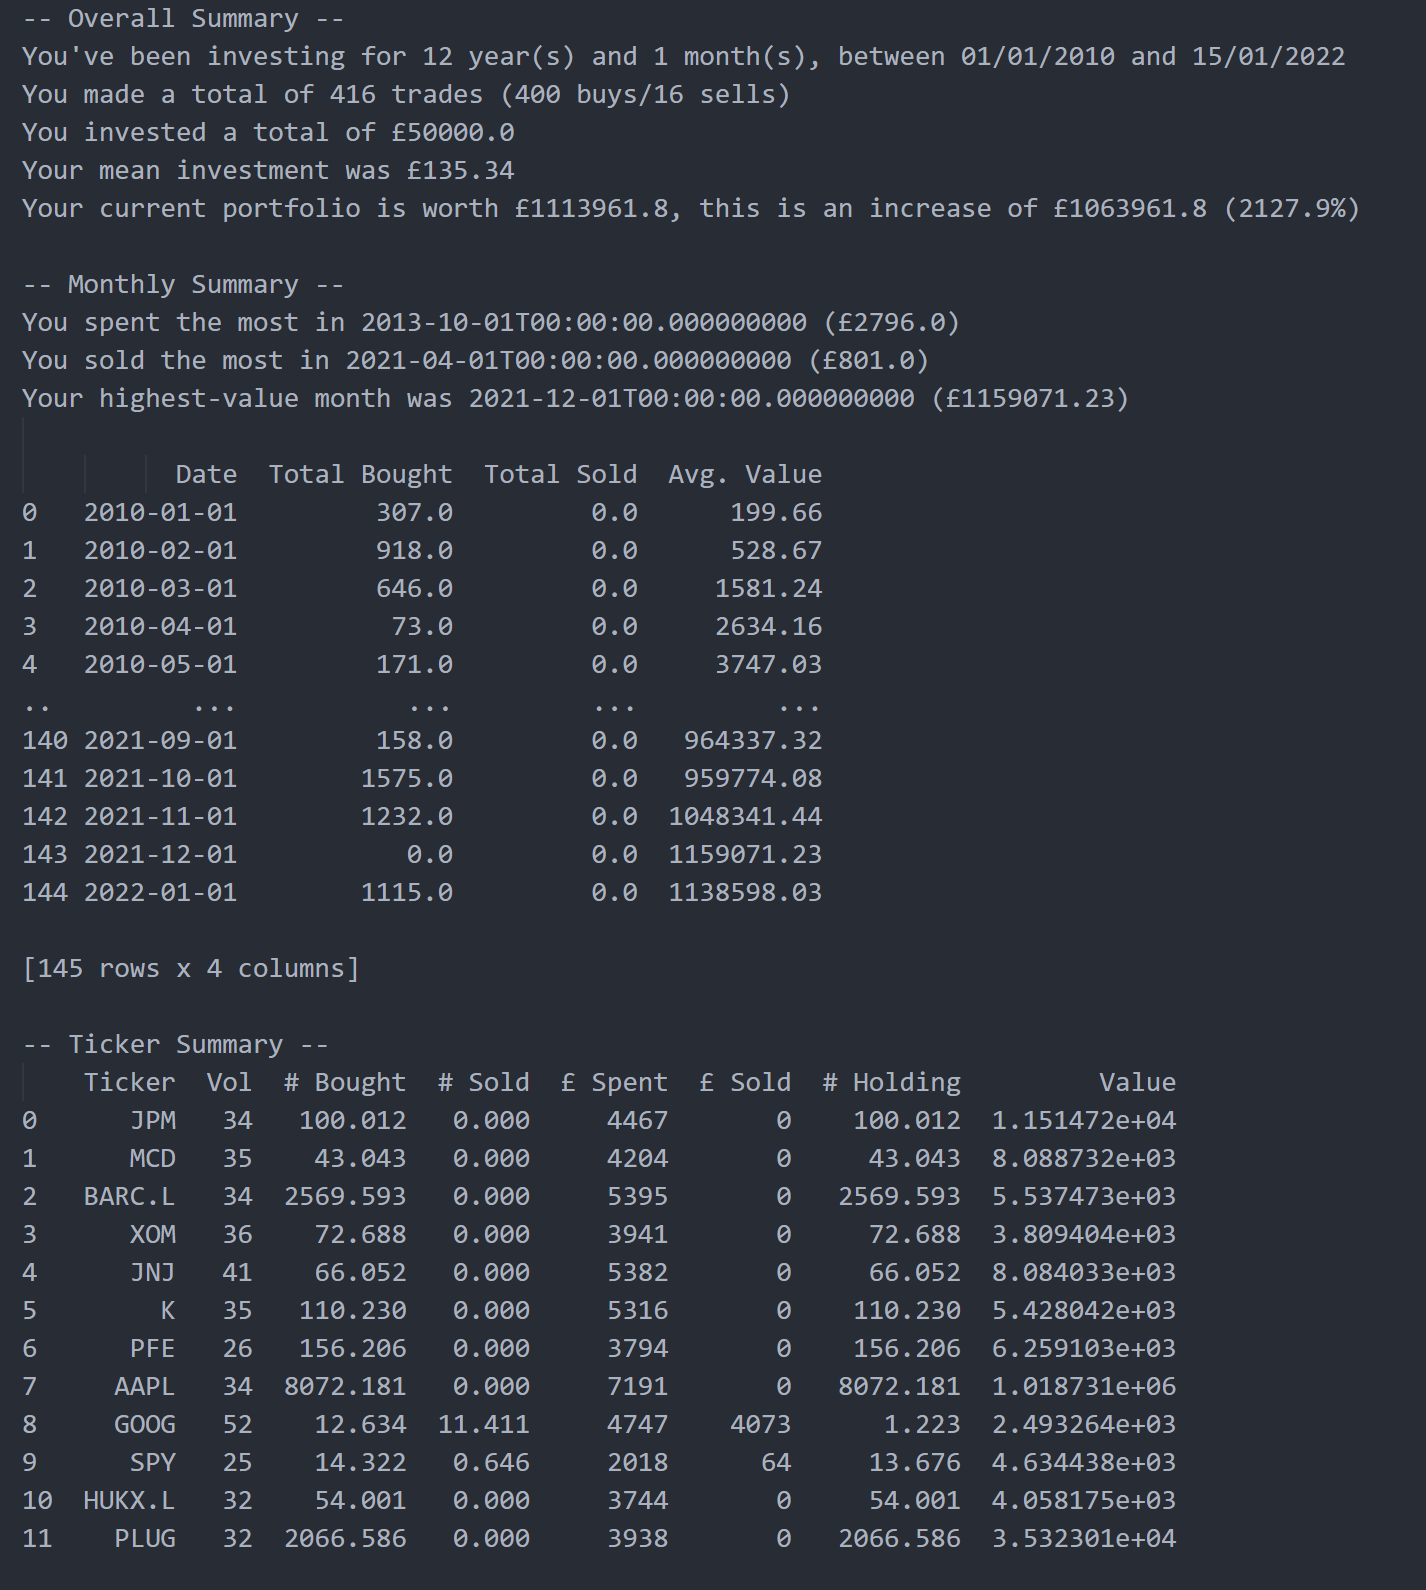 -- Overall Summary --
You've been investing for 12 year(s) and 1 month(s), between 01/01/2010 and 15/01/2022
You made a total of 416 trades (400 buys/16 sells)
You invested a total of £50000.0
Your mean investment was £135.34
Your current portfolio is worth £1113961.8, this is an increase of £1063961.8 (2127.9%)

-- Monthly Summary --
You spent the most in 2013-10-01T00:00:00.000000000 (£2796.0)
You sold the most in 2021-04-01T00:00:00.000000000 (£801.0)
Your highest-value month was 2021-12-01T00:00:00.000000000 (£1159071.23)

          Date  Total Bought  Total Sold  Avg. Value
0   2010-01-01         307.0         0.0      199.66
1   2010-02-01         918.0         0.0      528.67
2   2010-03-01         646.0         0.0     1581.24
3   2010-04-01          73.0         0.0     2634.16
4   2010-05-01         171.0         0.0     3747.03
..         ...           ...         ...         ...
140 2021-09-01         158.0         0.0   964337.32
141 2021-10-01        1575.0         0.0   959774.08
142 2021-11-01        1232.0         0.0  1048341.44
143 2021-12-01           0.0         0.0  1159071.23
144 2022-01-01        1115.0         0.0  1138598.03

[145 rows x 4 columns]

-- Ticker Summary --
    Ticker  Vol  # Bought  # Sold  £ Spent  £ Sold  # Holding         Value
0      JPM   34   100.012   0.000     4467       0    100.012  1.151472e+04
1      MCD   35    43.043   0.000     4204       0     43.043  8.088732e+03
2   BARC.L   34  2569.593   0.000     5395       0   2569.593  5.537473e+03
3      XOM   36    72.688   0.000     3941       0     72.688  3.809404e+03
4      JNJ   41    66.052   0.000     5382       0     66.052  8.084033e+03
5        K   35   110.230   0.000     5316       0    110.230  5.428042e+03
6      PFE   26   156.206   0.000     3794       0    156.206  6.259103e+03
7     AAPL   34  8072.181   0.000     7191       0   8072.181  1.018731e+06
8     GOOG   52    12.634  11.411     4747    4073      1.223  2.493264e+03
9      SPY   25    14.322   0.646     2018      64     13.676  4.634438e+03
10  HUKX.L   32    54.001   0.000     3744       0     54.001  4.058175e+03
11    PLUG   32  2066.586   0.000     3938       0   2066.586  3.532301e+04